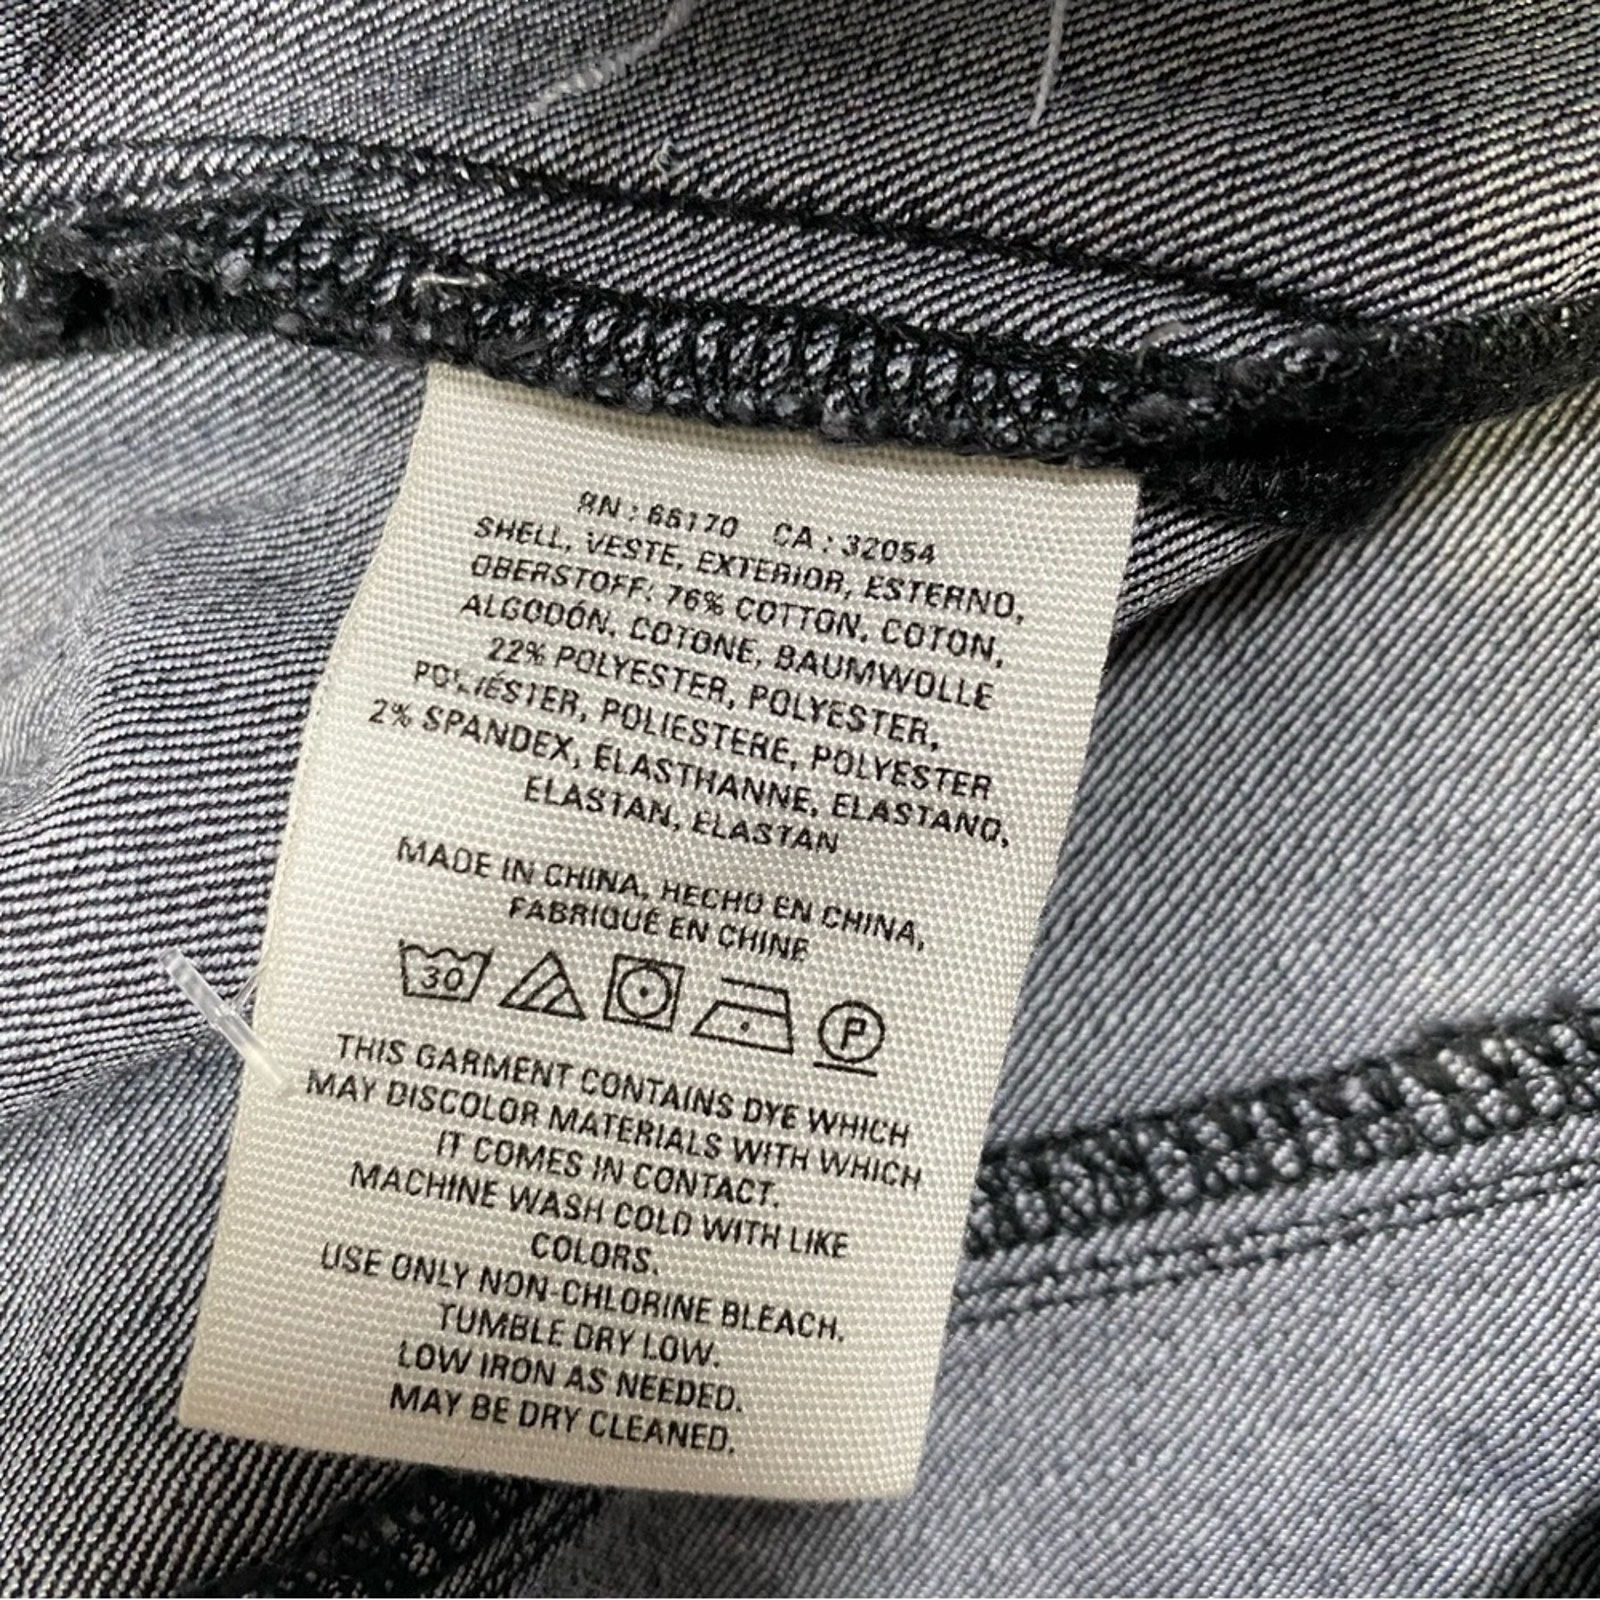 RN : 66170 CA : 32054
SHELL, VESTE, EXTERIOR, ESTERNO,
OBERSTOFF: 76% COTTON, COTON,
ALGODÓN, COTONE, BAUMWOLLE
22% POLYESTER, POLYESTER,
POLIÉSTER, POLIESTERE, POLYESTER
2% SPANDEX, ELASTHANNE, ELASTANO,
ELASTAN, ELASTAN
MADE IN CHINA, HECHO EN CHINA,
FABRIQUÉ EN CHINE
30 P
THIS GARMENT CONTAINS DYE WHICH
MAY DISCOLOR MATERIALS WITH WHICH
IT COMES IN CONTACT.
MACHINE WASH COLD WITH LIKE
COLORS.
USE ONLY NON-CHLORINE BLEACH.
TUMBLE DRY LOW.
LOW IRON AS NEEDED.
MAY BE DRY CLEANED.